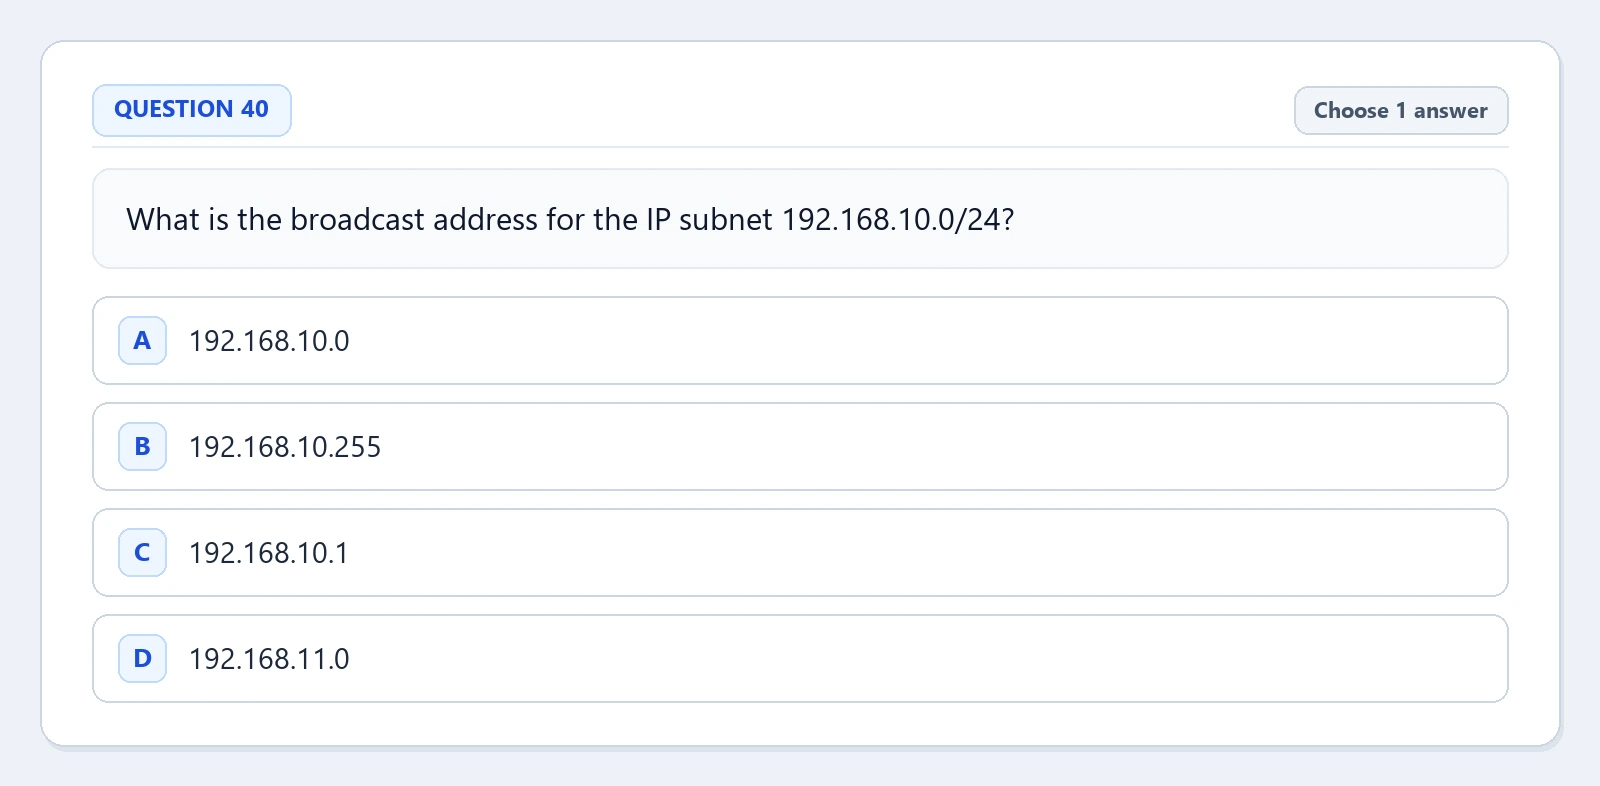 QUESTION 40
Choose 1 answer
What is the broadcast address for the IP subnet 192.168.10.0/24?
A 192.168.10.0
B 192.168.10.255
C 192.168.10.1
D 192.168.11.0